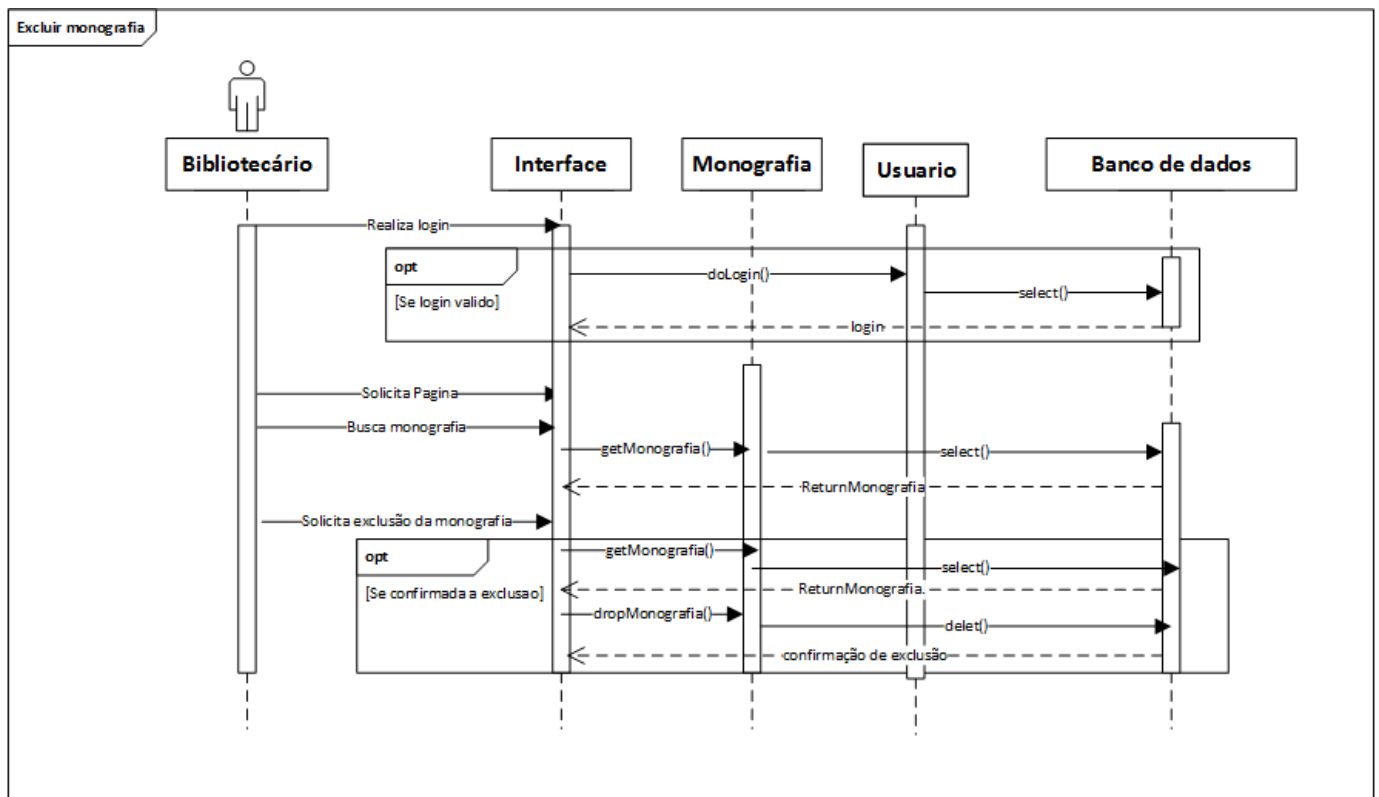 Excluir monografia
Bibliotecário
Interface
Monografia
Usuario
Banco de dados
Realiza login
opt
doLogin()
[Se login valido]
select()
login
Solicita Pagina
Busca monografia
getMonografia()
select()
ReturnMonografia
Solicita exclusão da monografia
opt
getMonografia()
select()
[Se confirmada a exclusao]
ReturnMonografia.
dropMonografia()
delet()
confirmação de exclusão